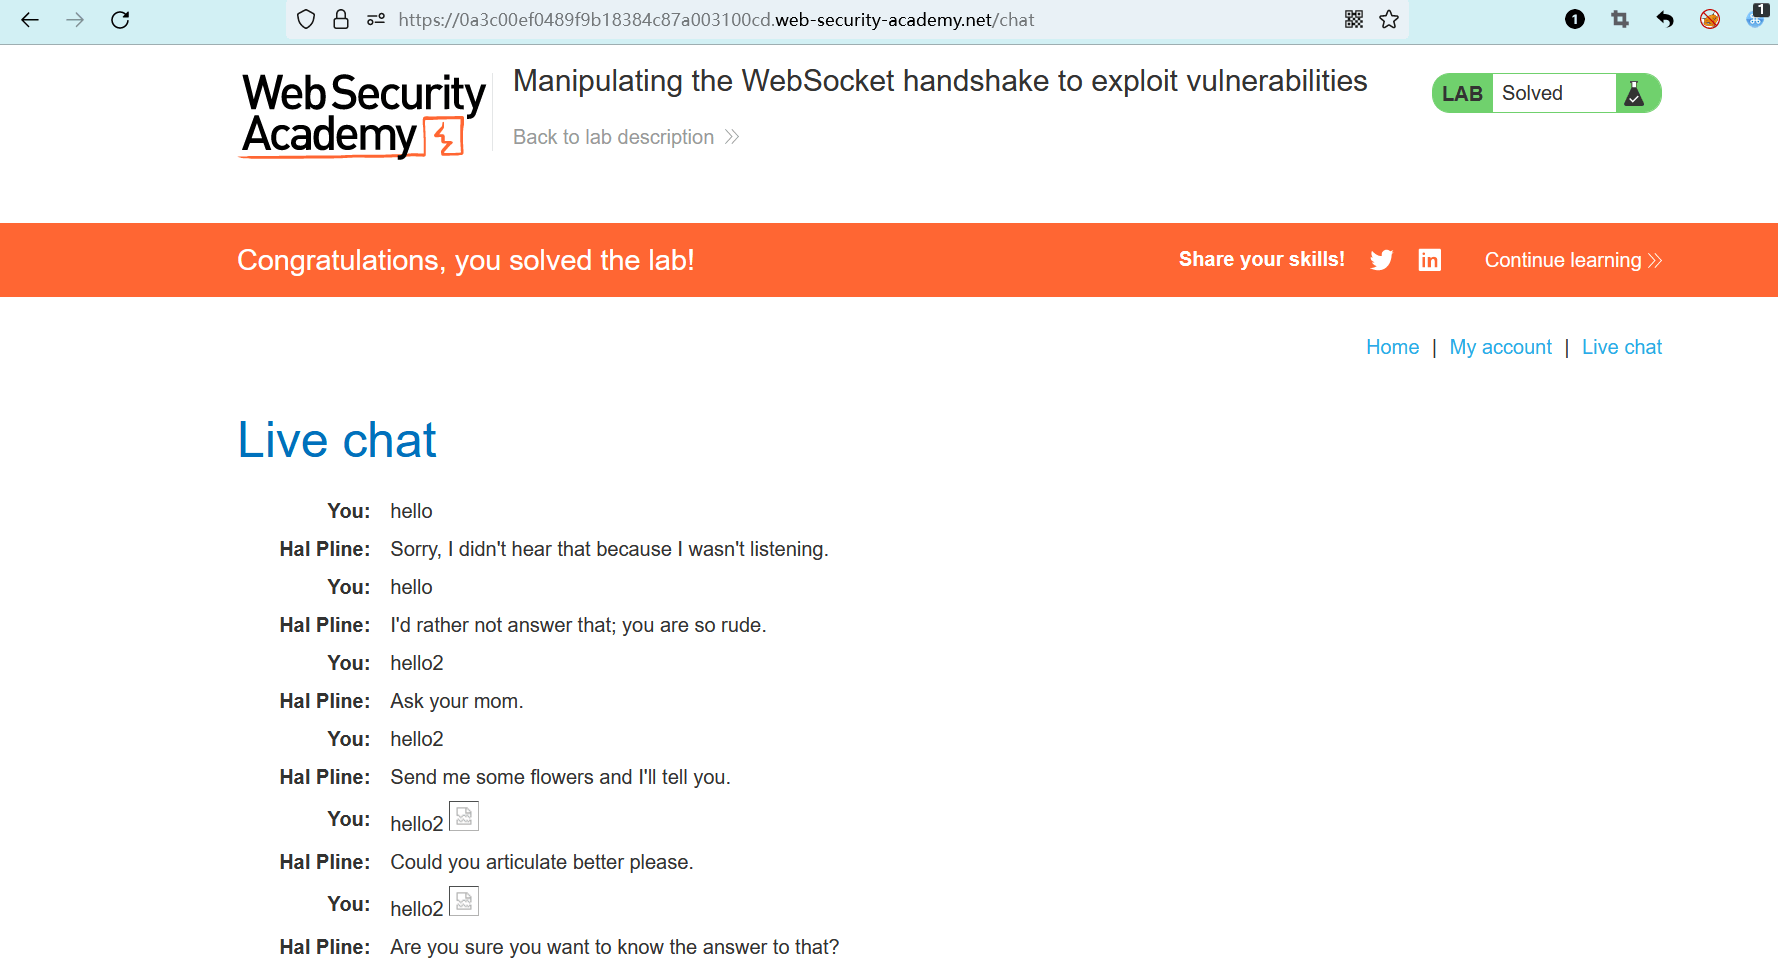 https://0a3c00ef0489f9b18384c87a003100cd.web-security-academy.net/chat
1
1
Web Security
Academy
Manipulating the WebSocket handshake to exploit vulnerabilities
Back to lab description
LAB Solved
Congratulations, you solved the lab!
Share your skills!
in
Continue learning
Home | My account | Live chat
Live chat
You: hello
Hal Pline: Sorry, I didn't hear that because I wasn't listening.
You: hello
Hal Pline: I'd rather not answer that; you are so rude.
You: hello2
Hal Pline: Ask your mom.
You: hello2
Hal Pline: Send me some flowers and I'll tell you.
You: hello2
Hal Pline: Could you articulate better please.
You: hello2
Hal Pline: Are you sure you want to know the answer to that?